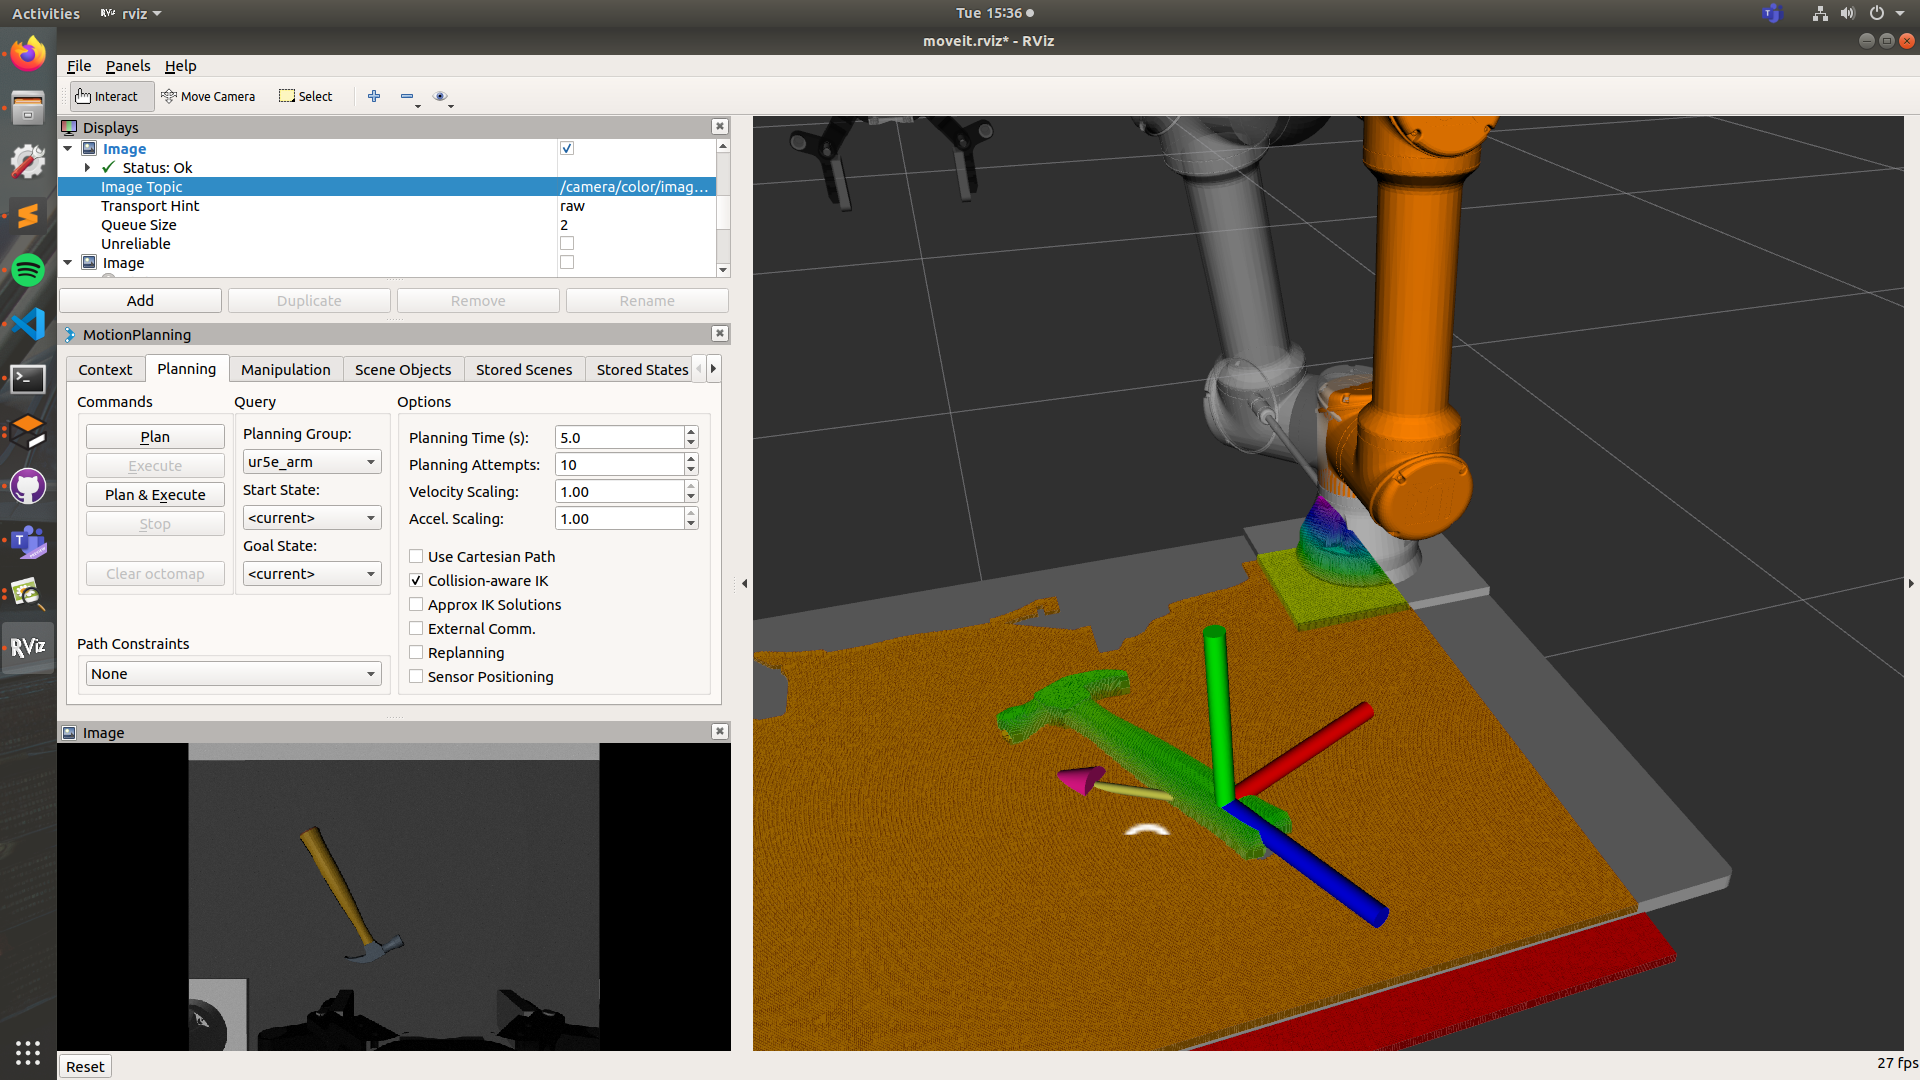 Activities
RViz rviz
Tue 15:36
moveit.rviz* - RViz
File Panels Help
Interact Move Camera Select
Displays
Image
Status: Ok
Image Topic /camera/color/imag...
Transport Hint raw
Queue Size 2
Unreliable
Image
Add Duplicate Remove Rename
MotionPlanning
Context Planning Manipulation Scene Objects Stored Scenes Stored States
Commands Query Options
Plan
Execute
Plan & Execute
Stop
Clear octomap
Planning Group:
ur5e_arm
Start State:
<current>
Goal State:
<current>
Planning Time (s): 5.0
Planning Attempts: 10
Velocity Scaling: 1.00
Accel. Scaling: 1.00
Use Cartesian Path
Collision-aware IK
Approx IK Solutions
External Comm.
Replanning
Sensor Positioning
Path Constraints
None
RViz
Image
Reset
27 fps